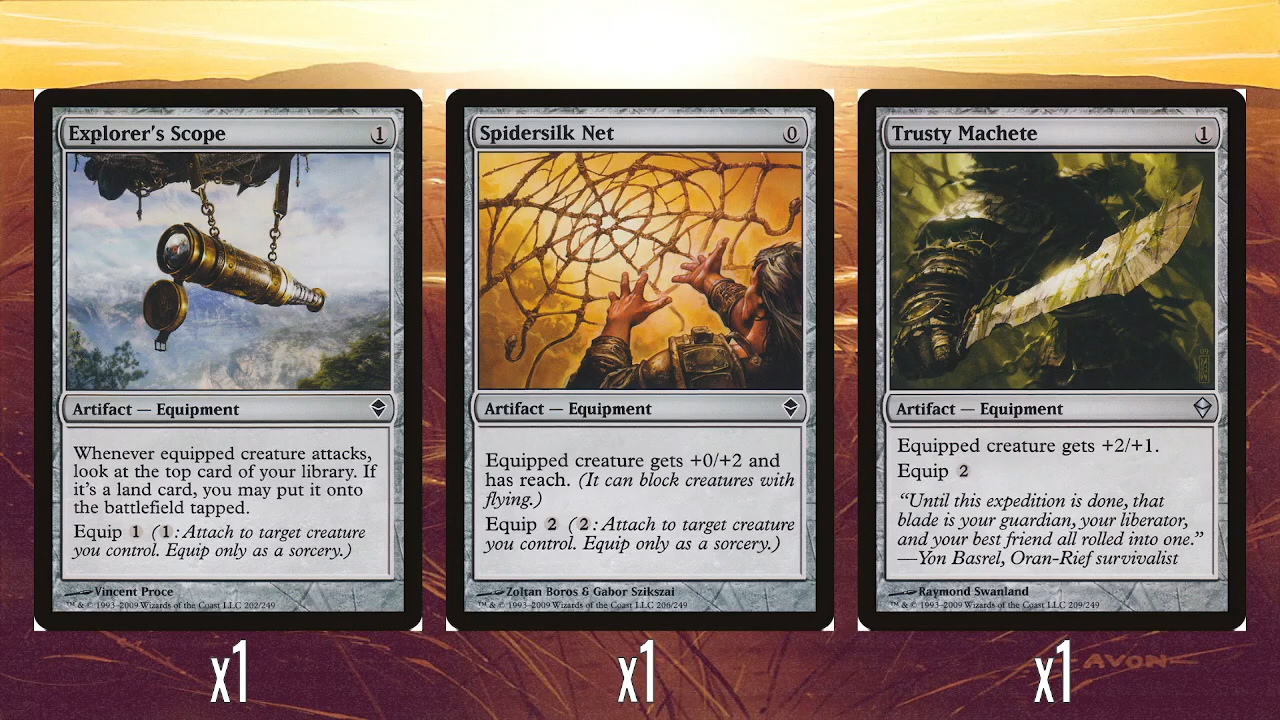 Explorer's Scope 1
Whenever equipped creature attacks,
look at the top card of your library. If
it's a land card, you may put it onto
the battlefield tapped.
Artifact — Equipment
Equip 1 (1: Attach to target creature
you control. Equip only as a sorcery.)
Vincent Proce
™ & © 1993–2009 Wizards of the Coast LLC 202/249
x1
Spidersilk Net 0
Artifact — Equipment
Equipped creature gets +0/+2 and
has reach. (It can block creatures with
flying.)
Equip 2 (2: Attach to target creature
you control. Equip only as a sorcery.)
Zoltan Boros & Gabor Szikszai
™ & © 1993–2009 Wizards of the Coast LLC 206/249
x1
Trusty Machete 1
Artifact — Equipment
Equipped creature gets +2/+1.
Equip 2
“Until this expedition is done, that
blade is your guardian, your liberator,
and your best friend all rolled into one.”
—Yon Basrel, Oran-Rief survivalist
Raymond Swanland
™ & © 1993–2009 Wizards of the Coast LLC 209/249
x1
AVON